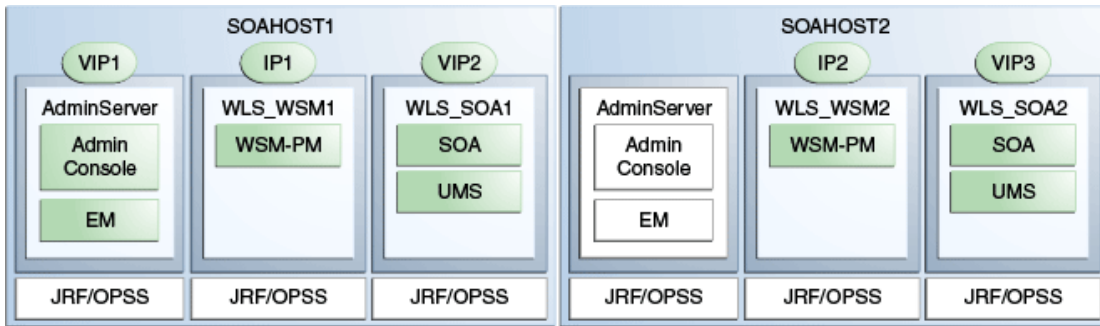 SOAHOST1
VIP1
IP1
VIP2
AdminServer
Admin
Console
EM
WLS_WSM1
WSM-PM
WLS_SOA1
SOA
UMS
JRF/OPSS
JRF/OPSS
JRF/OPSS
SOAHOST2
IP2
VIP3
AdminServer
Admin
Console
EM
WLS_WSM2
WSM-PM
WLS_SOA2
SOA
UMS
JRF/OPSS
JRF/OPSS
JRF/OPSS